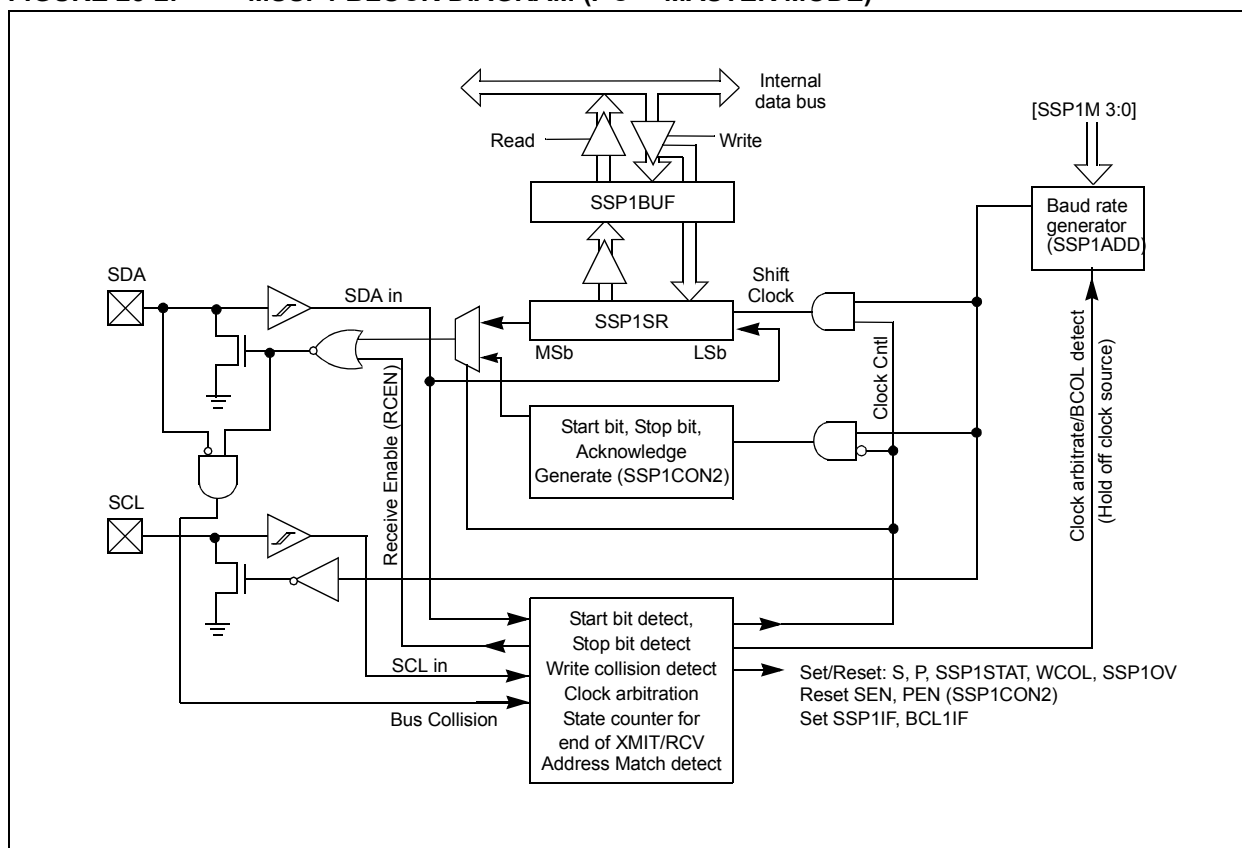 Internal
data bus
[SSP1M 3:0]
Read
Write
SSP1BUF
Baud rate
generator
(SSP1ADD)
SDA
Shift
Clock
SDA in
SSP1SR
MSb
LSb
Receive Enable (RCEN)
Clock Cntl
Clock arbitrate/BCOL detect
(Hold off clock source)
Start bit, Stop bit,
Acknowledge
Generate (SSP1CON2)
SCL
Start bit detect,
Stop bit detect
Write collision detect
Clock arbitration
State counter for
end of XMIT/RCV
Address Match detect
SCL in
Bus Collision
Set/Reset: S, P, SSP1STAT, WCOL, SSP1OV
Reset SEN, PEN (SSP1CON2)
Set SSP1IF, BCL1IF